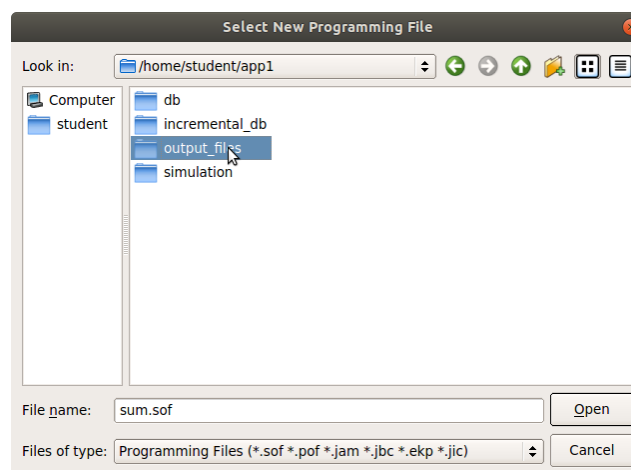 Select New Programming File
Look in: /home/student/app1
Computer
student
db
incremental_db
output_files
simulation
File name: sum.sof Open
Files of type: Programming Files (*.sof *.pof *.jam *.jbc *.ekp *.jic) Cancel